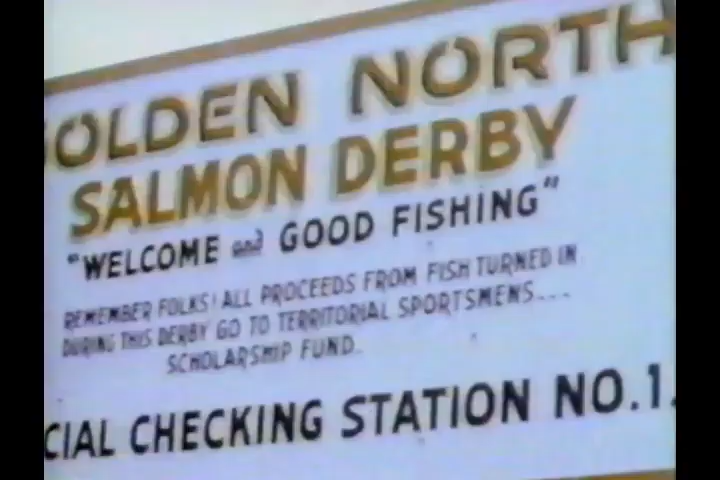 GOLDEN NORTH
SALMON DERBY
"WELCOME and GOOD FISHING"
REMEMBER FOLKS! ALL PROCEEDS FROM FISH TURNED IN
DURING THIS DERBY GO TO TERRITORIAL SPORTSMENS...
SCHOLARSHIP FUND.
CIAL CHECKING STATION NO.1.